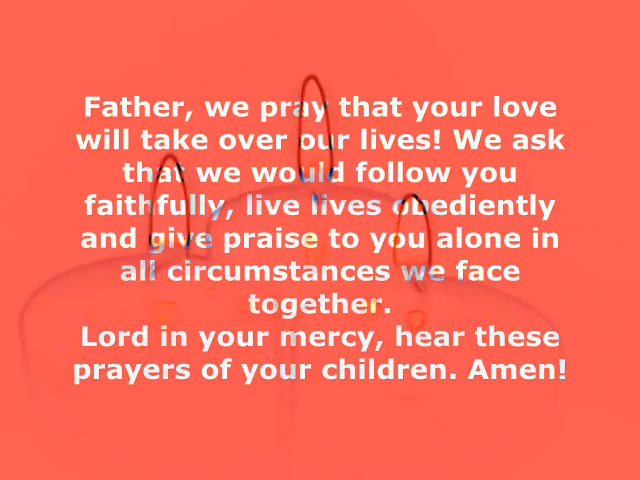 Father, we pray that your love
will take over our lives! We ask
that we would follow you
faithfully, live lives obediently
and give praise to you alone in
all circumstances we face
together.
Lord in your mercy, hear these
prayers of your children. Amen!